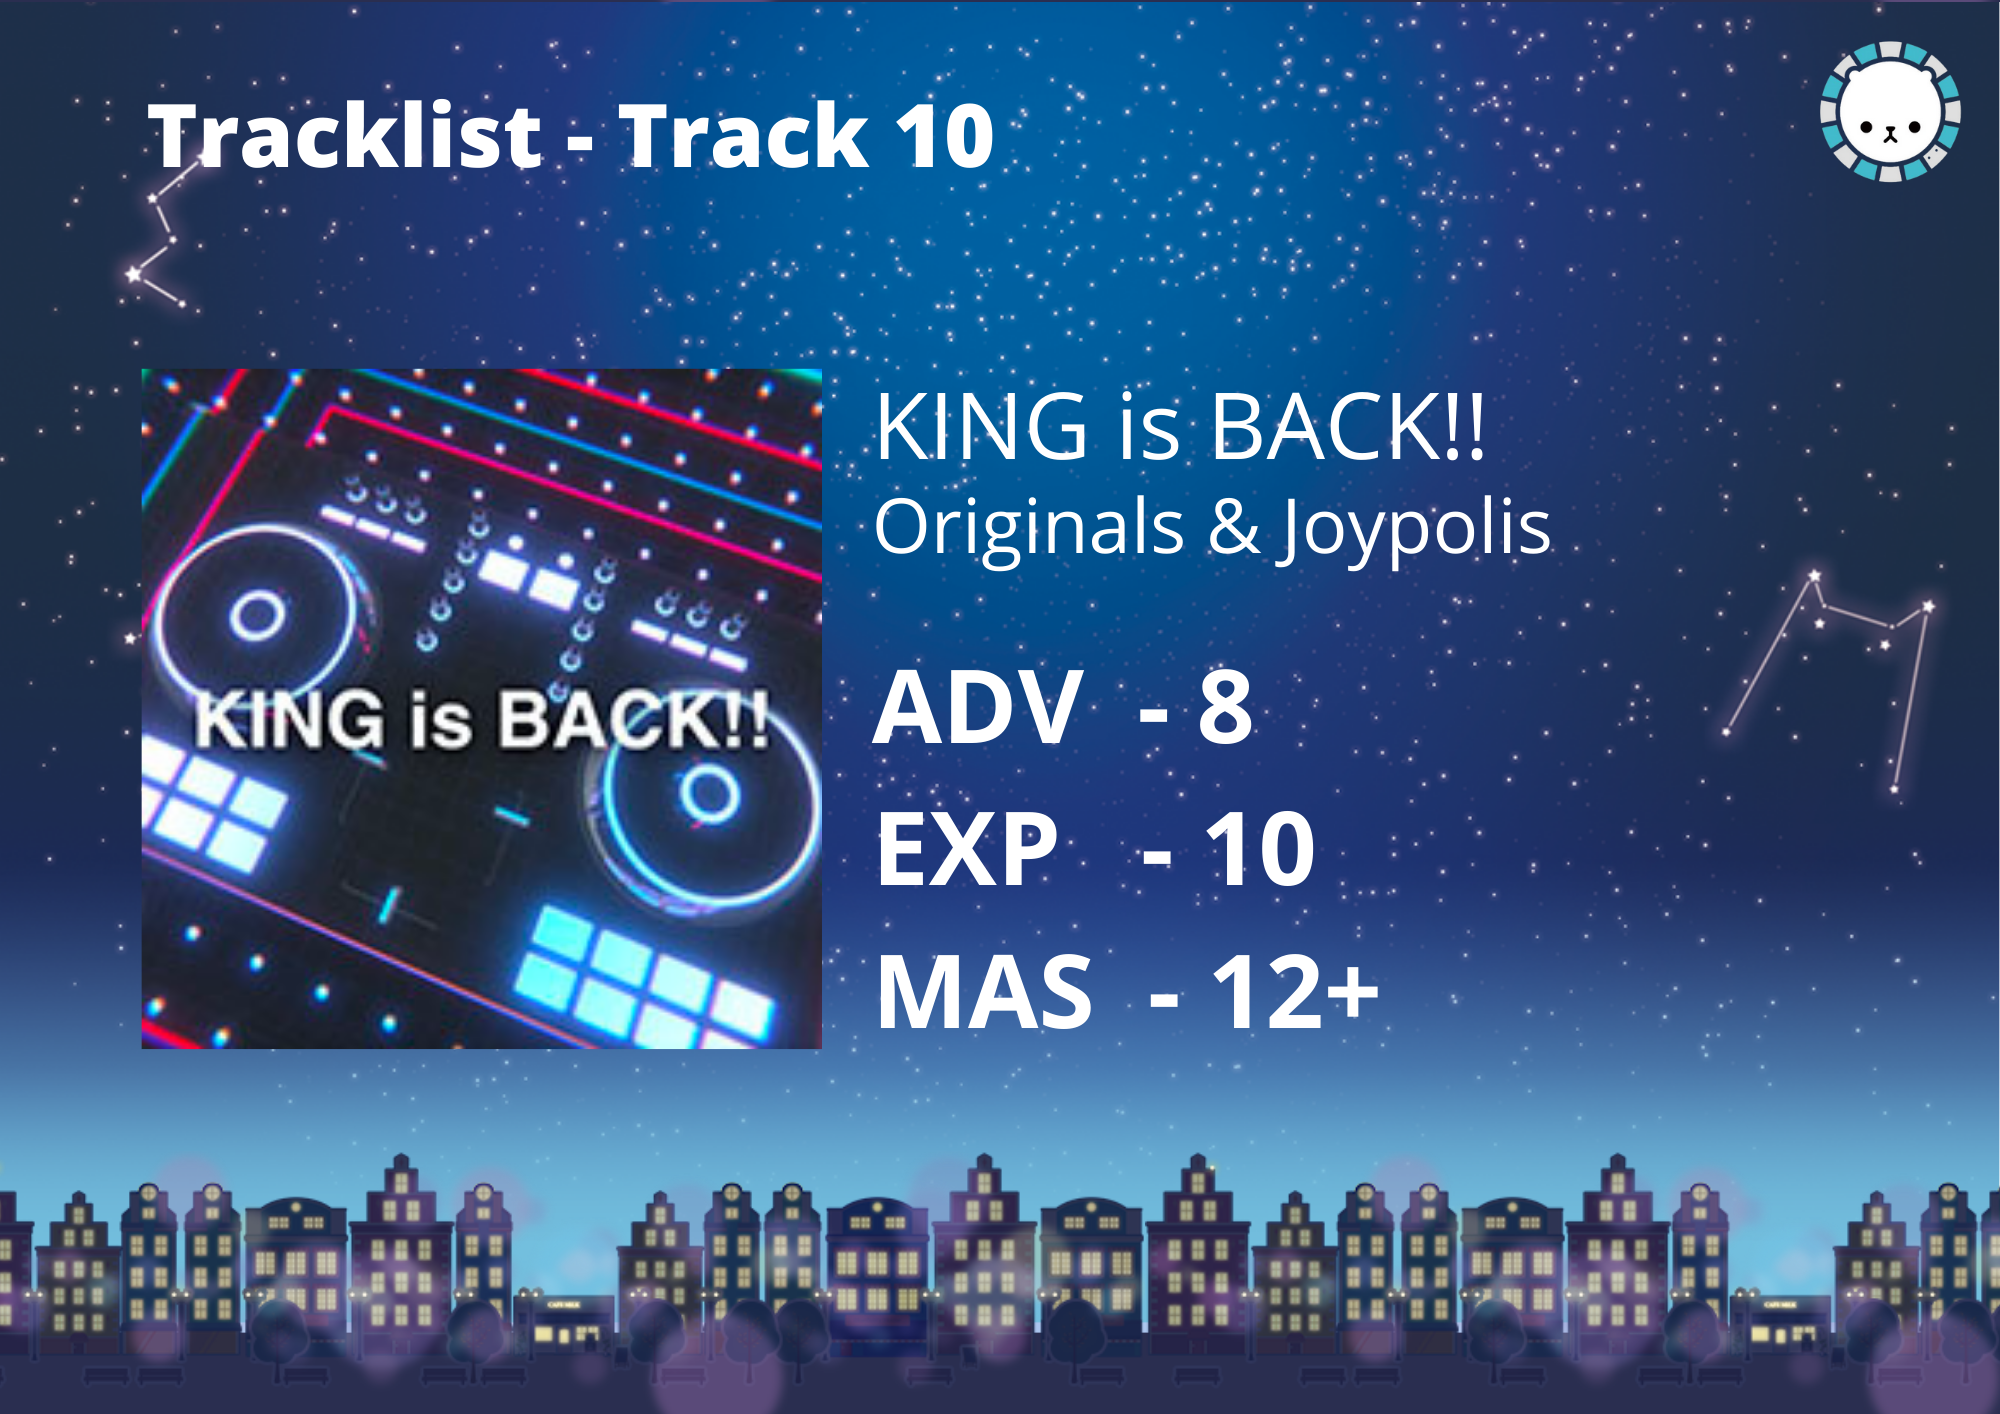 Tracklist - Track 10
KING is BACK!!
KING is BACK!!
Originals & Joypolis
ADV - 8
EXP - 10
MAS - 12+